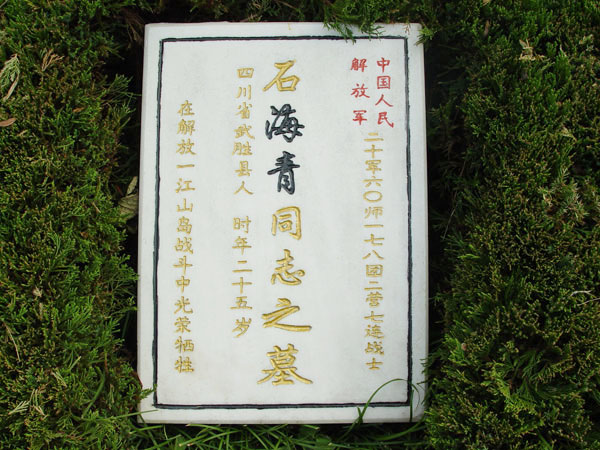 中国人民
解放军
二十军六〇师一七八团二营七连战士
石海青同志之墓
四川省武胜县人 时年二十五岁
在解放一江山岛战斗中光荣牺牲